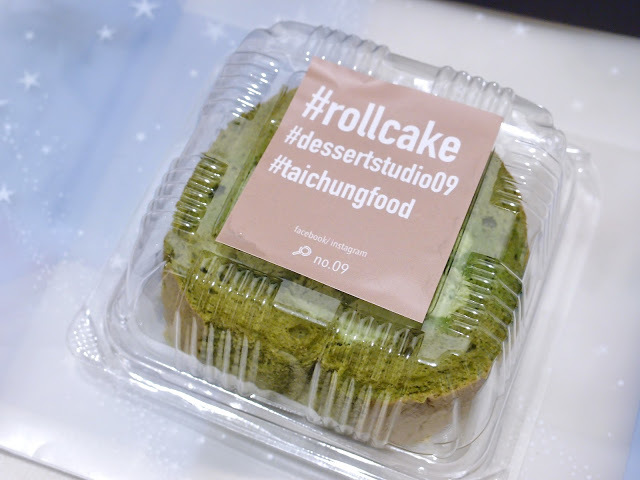 #rollcake
#dessertstudio09
#taichungfood
facebook/ instagram
no.09